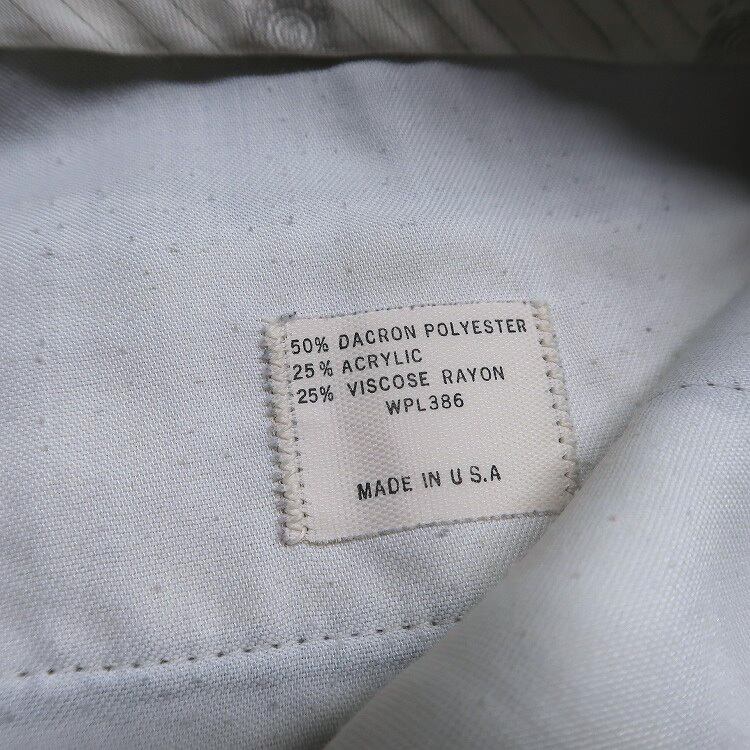 50% DACRON POLYESTER
25% ACRYLIC
25% VISCOSE RAYON
WPL386
MADE IN U S.A